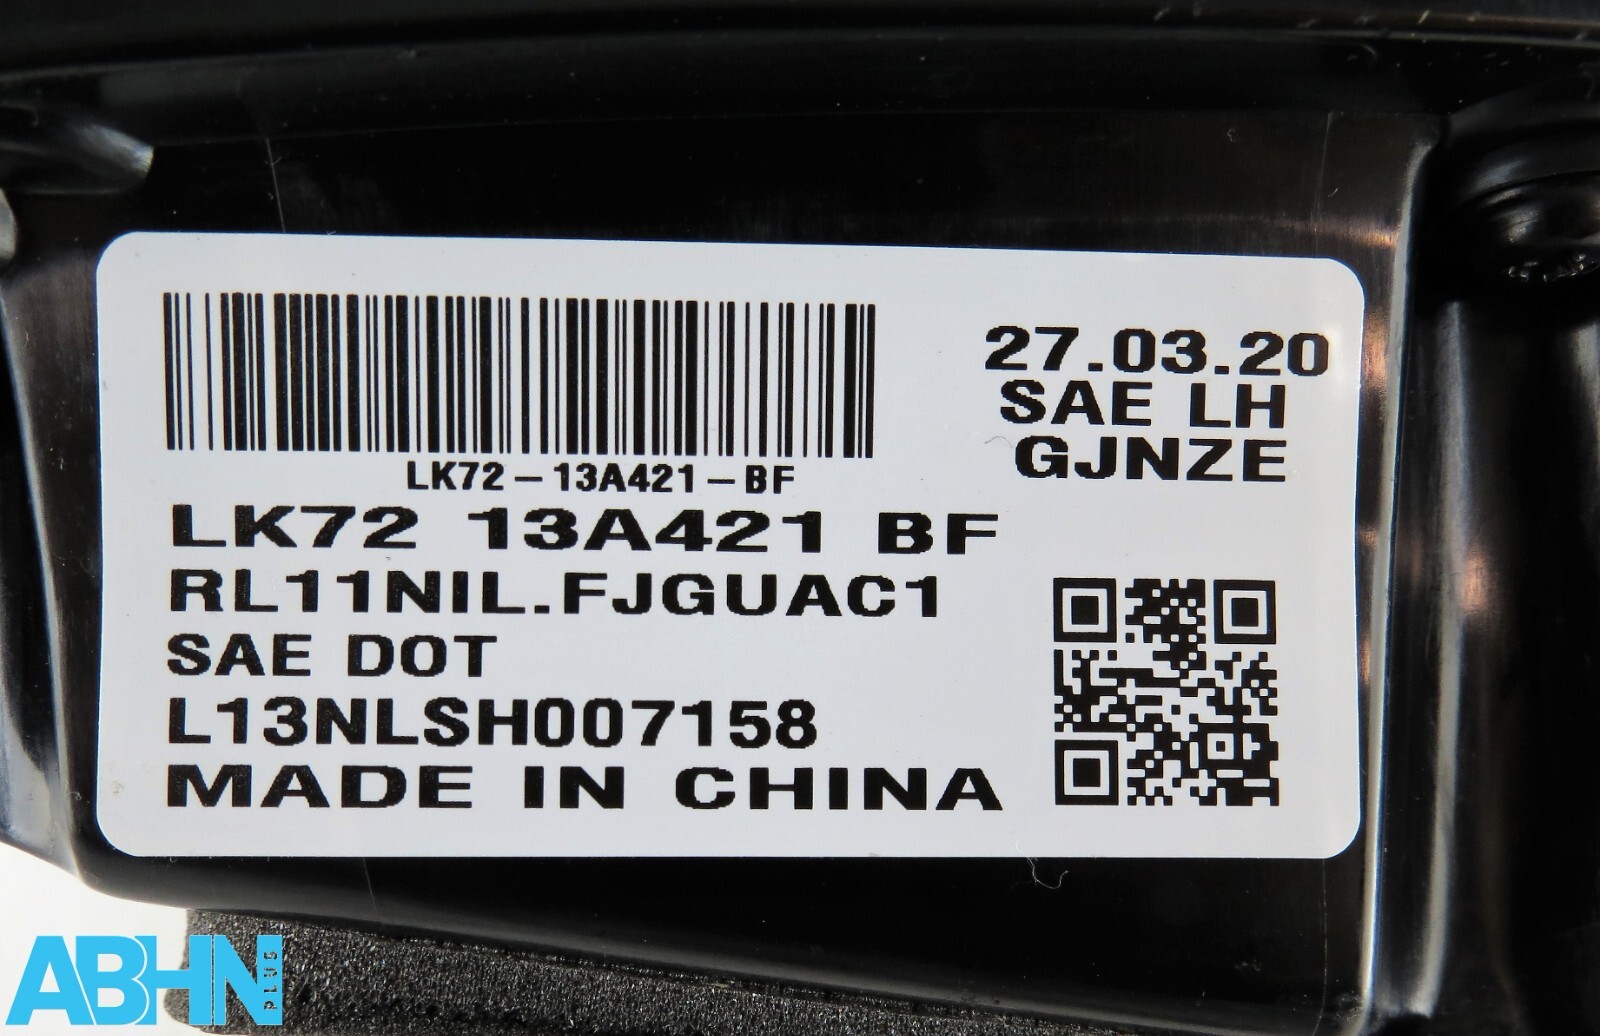 27.03.20
SAE LH
GJNZE
LK72-13A421-BF
LK72 13A421 BF
RL11NIL.FJGUAC1
SAE DOT
L13NLSH007158
MADE IN CHINA
ABHN PLUS